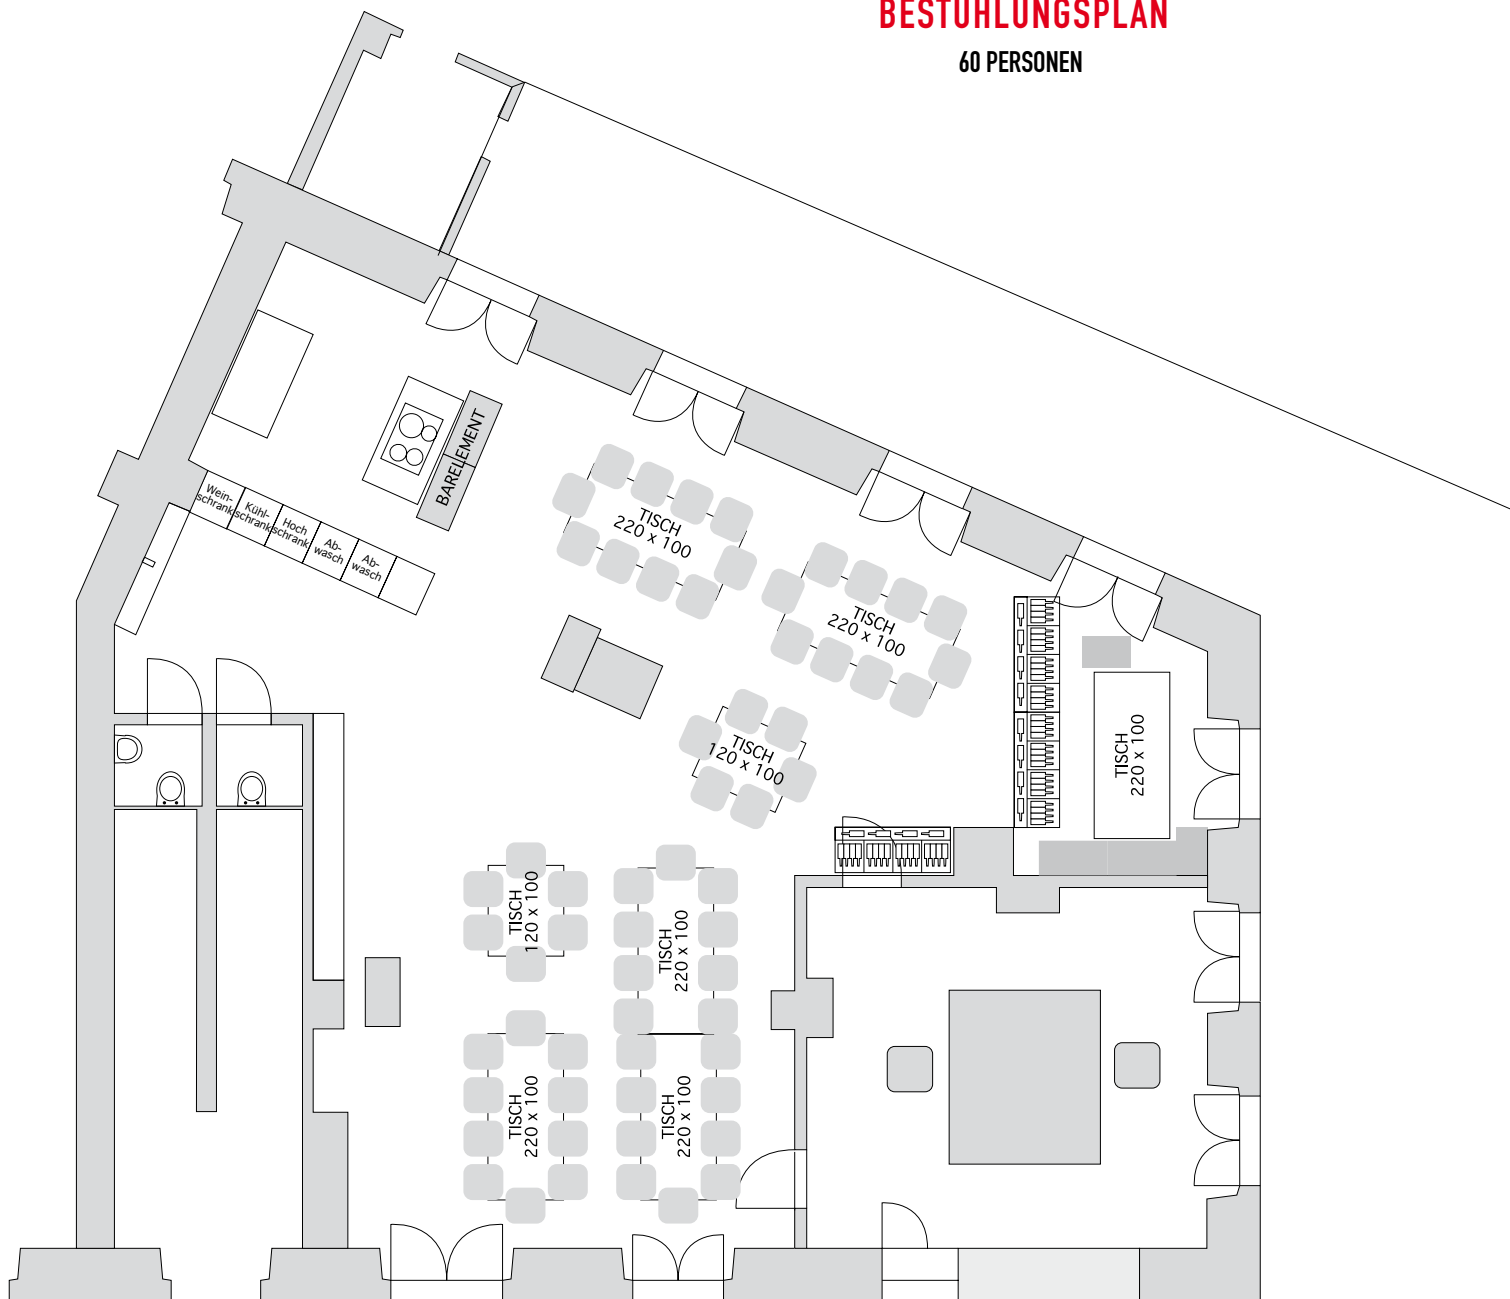 BESTUHLUNGSPLAN
60 PERSONEN
BARELEMENT
Wein-
schrank
Kühl-
schrank
Hoch
schrank
Ab-
wasch
Ab-
wasch
TISCH
220 x 100
TISCH
220 x 100
TISCH
120 x 100
TISCH
220 x 100
TISCH
120 x 100
TISCH
220 x 100
TISCH
220 x 100
TISCH
220 x 100